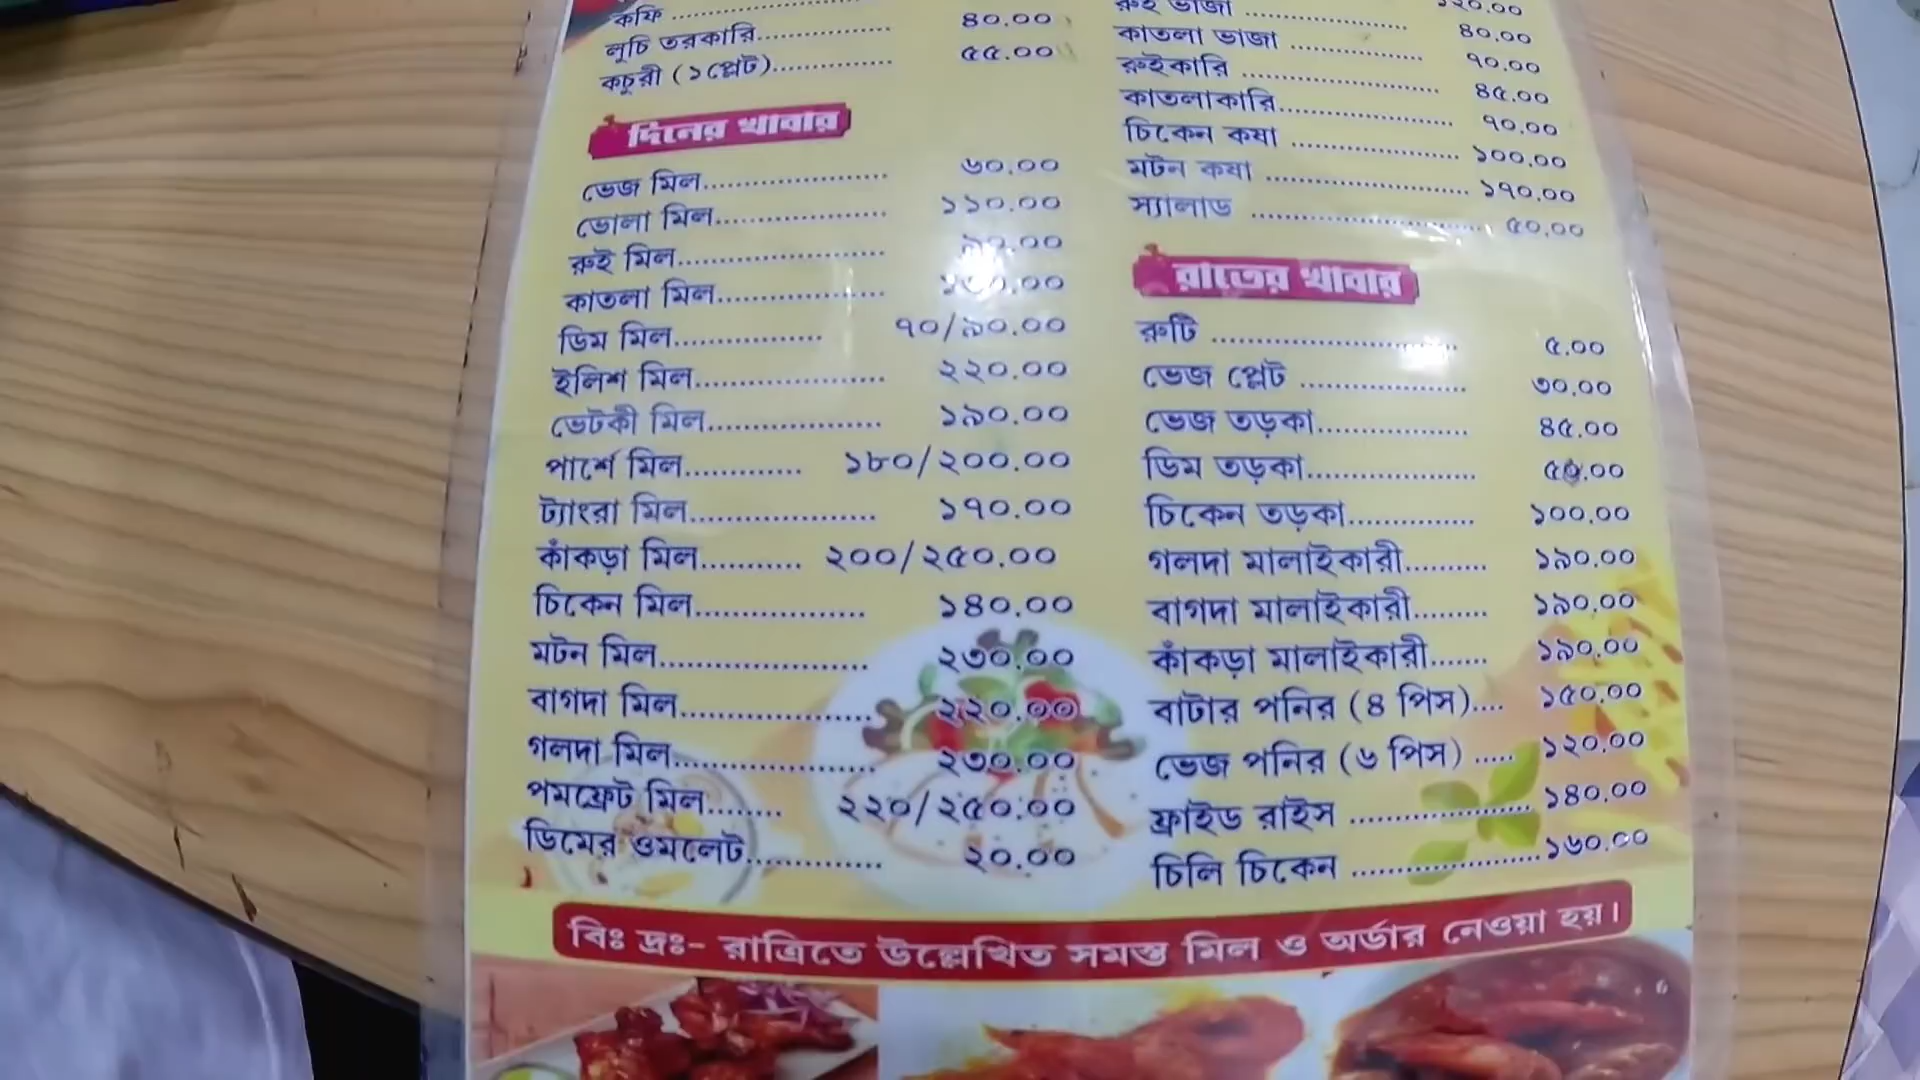 কফি
লুচি তরকারি.................. ৪০.০০
কচুরী (১প্লেট)................ ৫৫.০০
দিনের খাবার
ভেজ মিল........................ ৬০.০০
ভোলা মিল...................... ১১০.০০
রুই মিল........................... ৯০.০০
কাতলা মিল......................
ডিম মিল.................... ৭০/৯০.০০
ইলিশ মিল........................ ২২০.০০
ভেটকী মিল...................... ১৯০.০০
পার্শে মিল............ ১৮০/২০০.০০
ট্যাংরা মিল....................... ১৭০.০০
কাঁকড়া মিল........... ২০০/২৫০.০০
চিকেন মিল..................... ১৪০.০০
মটন মিল.......................... ২৩০.০০
বাগদা মিল........................ ২২০.০০
গলদা মিল......................... ২৩০.০০
পমফ্রেট মিল........ ২২০/২৫০.০০
ডিমের ওমলেট................ ২০.০০
রুই ভাজা ...................... ১২০.০০
কাতলা ভাজা .................. ৪০.০০
রুইকারি ........................ ৭০.০০
কাতলাকারি...................... ৪৫.০০
চিকেন কষা ..................... ৭০.০০
মটন কষা ......................... ১০০.০০
স্যালাড ............................ ১৭০.০০
৫০.০০
রাতের খাবার
রুটি ................................. ৫.০০
ভেজ প্লেট ...................... ৩০.০০
ভেজ তড়কা.................... ৪৫.০০
ডিম তড়কা...................... ৫০.০০
চিকেন তড়কা................. ১০০.০০
গলদা মালাইকারী.......... ১৯০.০০
বাগদা মালাইকারী......... ১৯০.০০
কাঁকড়া মালাইকারী....... ১৯০.০০
বাটার পনির (৪ পিস).... ১৫০.০০
ভেজ পনির (৬ পিস) ..... ১২০.০০
ফ্রাইড রাইস ....................... ১৪০.০০
চিলি চিকেন ........................ ১৬০.০০
বিঃ দ্রঃ- রাত্রিতে উল্লেখিত সমস্ত মিল ও অর্ডার নেওয়া হয়।